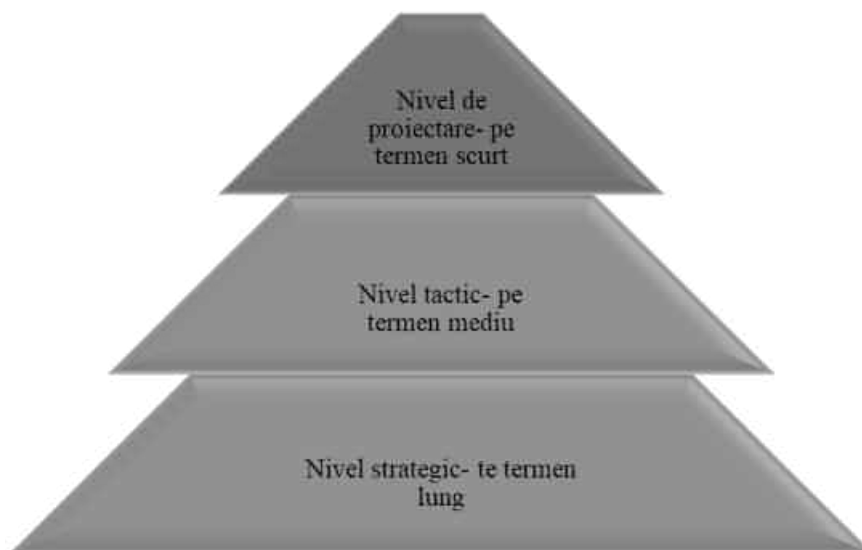 Nivel de
proiectare- pe
termen scurt
Nivel tactic- pe
termen mediu
Nivel strategic- te termen
lung